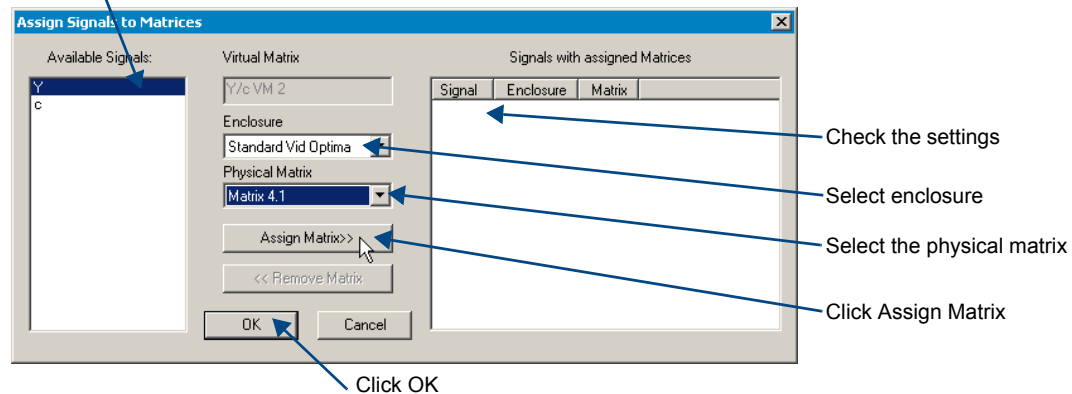 Assign Signals to Matrices
Available Signals:
Y
c
Virtual Matrix
Y/c VM 2
Enclosure
Standard Vid Optima
Physical Matrix
Matrix 4.1
Assign Matrix>>
<< Remove Matrix
OK
Cancel
Signals with assigned Matrices
Signal Enclosure Matrix
Check the settings
Select enclosure
Select the physical matrix
Click Assign Matrix
Click OK